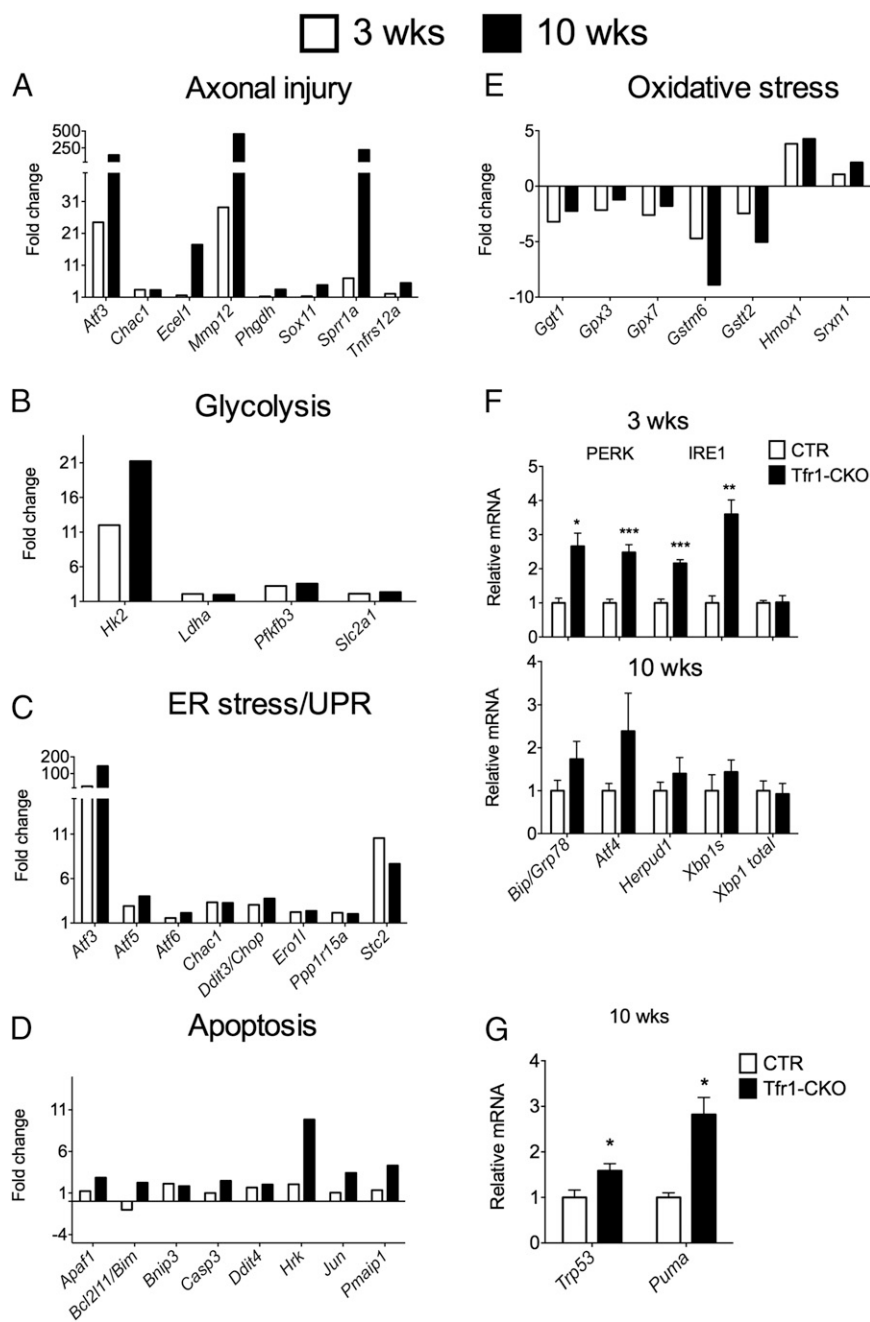 3 wks 10 wks
A Axonal injury
Fold change
500
250
31
21
11
1
Atf3 Chac1 Ecel1 Mmp12 Phgdh Sox11 Sprr1a Tnfrs12a
B Glycolysis
Fold change
21
16
11
6
1
Hk2 Ldha Pfkfb3 Slc2a1
C ER stress/UPR
Fold change
200
100
11
6
1
Atf3 Atf5 Atf6 Chac1 Ddit3/Chop Ero1l Ppp1r15a Stc2
D Apoptosis
Fold change
11
6
1
-4
Apaf1 Bcl2l11/Bim Bnip3 Casp3 Ddit4 Hrk Jun Pmaip1
E Oxidative stress
Fold change
5
0
-5
-10
Ggt1 Gpx3 Gpx7 Gstm6 Gstt2 Hmox1 Srxn1
F 3 wks
PERK IRE1
CTR
Tfr1-CKO
Relative mRNA
5
4
3
2
1
0
* *** *** **
10 wks
Relative mRNA
4
3
2
1
0
Bip/Grp78 Atf4 Herpud1 Xbp1s Xbp1 total
G 10 wks
CTR
Tfr1-CKO
Relative mRNA
4
3
2
1
0
* *
Trp53 Puma